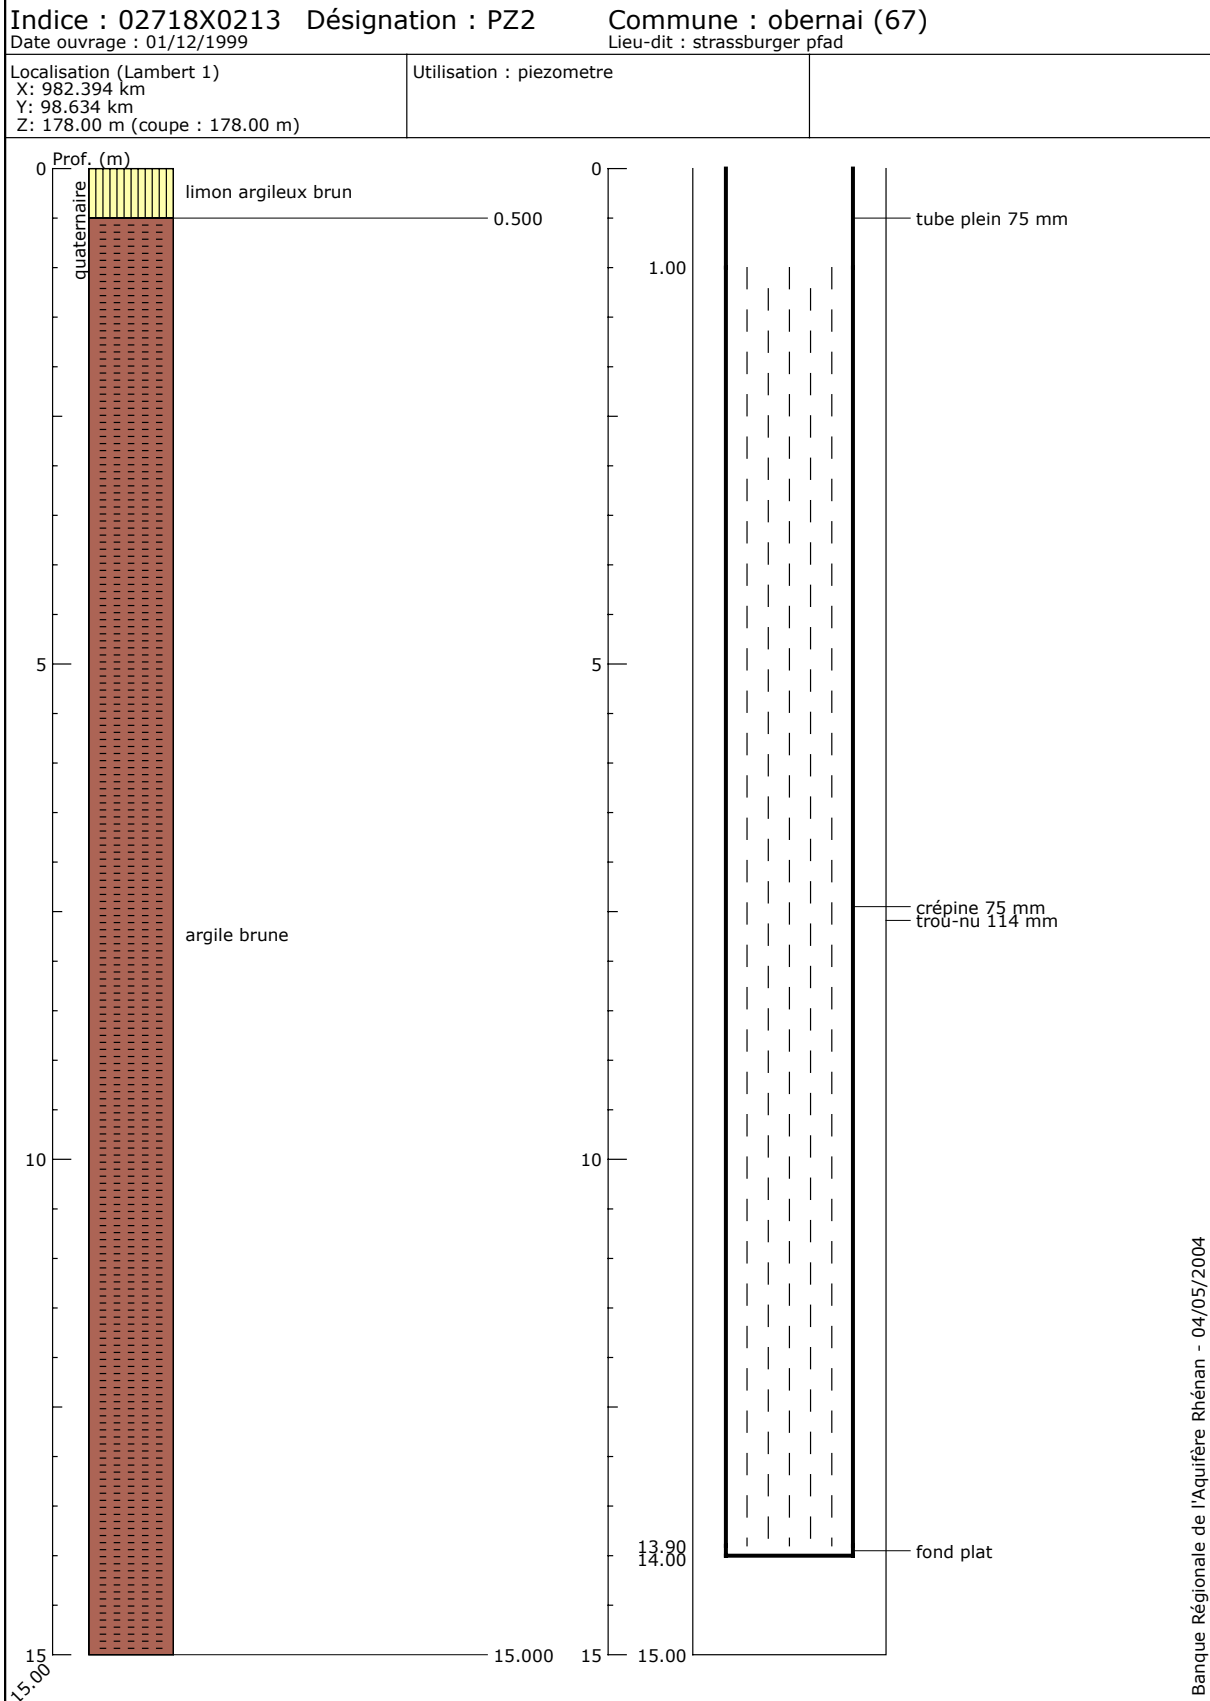 Indice : 02718X0213 Désignation : PZ2 Commune : obernai (67)
Date ouvrage : 01/12/1999 Lieu-dit : strassburger pfad
Localisation (Lambert 1)
X: 982.394 km
Y: 98.634 km
Z: 178.00 m (coupe : 178.00 m)
Utilisation : piezometre
Prof. (m)
0
quaternaire
limon argileux brun
0.500
5
argile brune
10
15
15.00
15.000
0
tube plein 75 mm
1.00
5
crépine 75 mm
trou-nu 114 mm
10
13.90
14.00
fond plat
15
15.00
Banque Régionale de l'Aquifère Rhénan - 04/05/2004